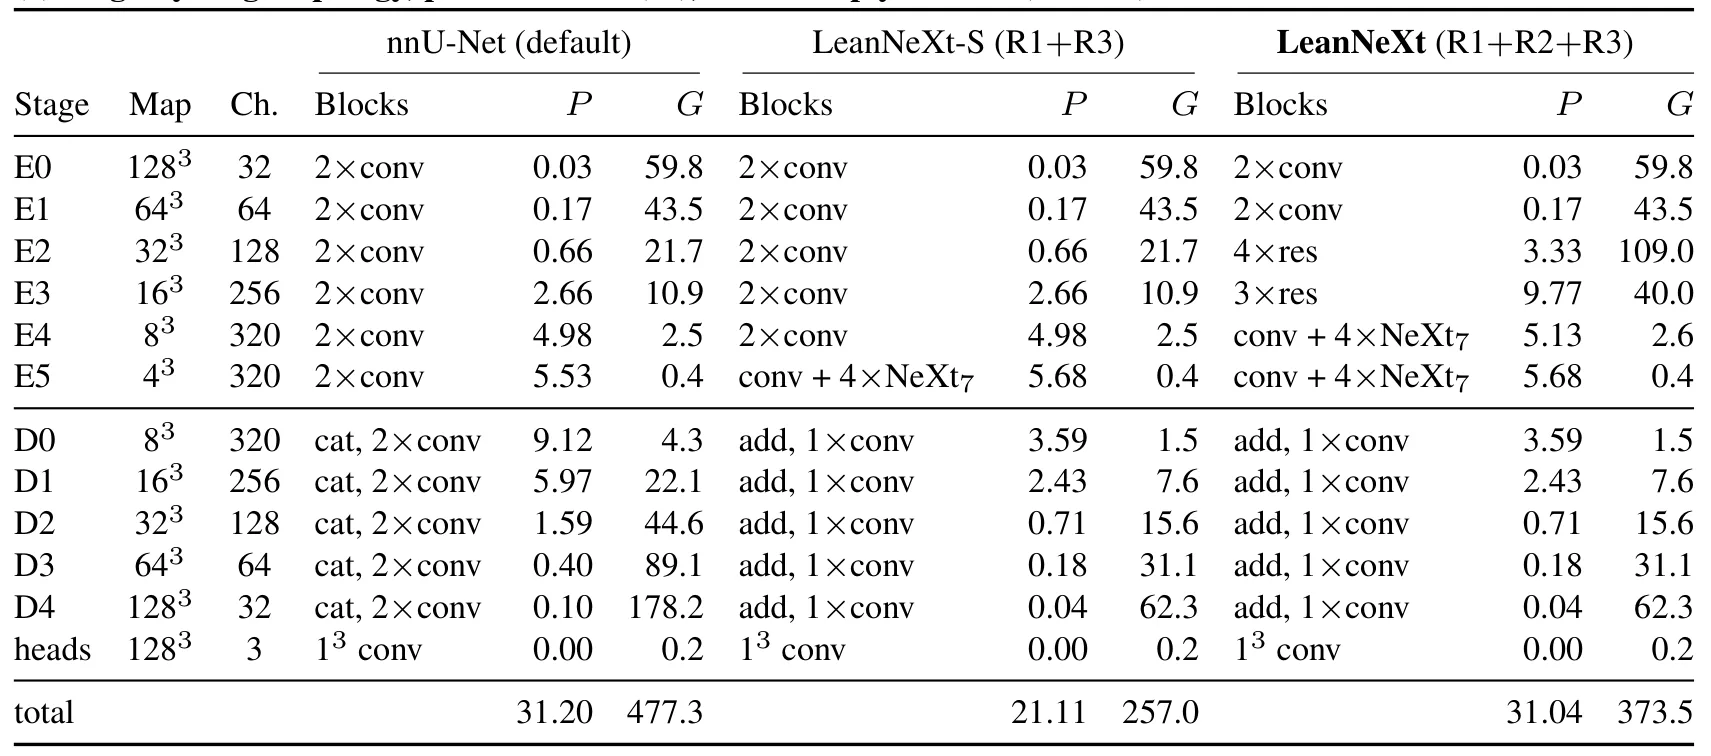 nnU-Net (default) LeanNeXt-S (R1+R3) LeanNeXt (R1+R2+R3)
Stage Map Ch. Blocks P G Blocks P G Blocks P G
E0 128³ 32 2×conv 0.03 59.8 2×conv 0.03 59.8 2×conv 0.03 59.8
E1 64³ 64 2×conv 0.17 43.5 2×conv 0.17 43.5 2×conv 0.17 43.5
E2 32³ 128 2×conv 0.66 21.7 2×conv 0.66 21.7 4×res 3.33 109.0
E3 16³ 256 2×conv 2.66 10.9 2×conv 2.66 10.9 3×res 9.77 40.0
E4 8³ 320 2×conv 4.98 2.5 2×conv 4.98 2.5 conv + 4×NeXt₇ 5.13 2.6
E5 4³ 320 2×conv 5.53 0.4 conv + 4×NeXt₇ 5.68 0.4 conv + 4×NeXt₇ 5.68 0.4
D0 8³ 320 cat, 2×conv 9.12 4.3 add, 1×conv 3.59 1.5 add, 1×conv 3.59 1.5
D1 16³ 256 cat, 2×conv 5.97 22.1 add, 1×conv 2.43 7.6 add, 1×conv 2.43 7.6
D2 32³ 128 cat, 2×conv 1.59 44.6 add, 1×conv 0.71 15.6 add, 1×conv 0.71 15.6
D3 64³ 64 cat, 2×conv 0.40 89.1 add, 1×conv 0.18 31.1 add, 1×conv 0.18 31.1
D4 128³ 32 cat, 2×conv 0.10 178.2 add, 1×conv 0.04 62.3 add, 1×conv 0.04 62.3
heads 128³ 3 1³ conv 0.00 0.2 1³ conv 0.00 0.2 1³ conv 0.00 0.2
total 31.20 477.3 21.11 257.0 31.04 373.5